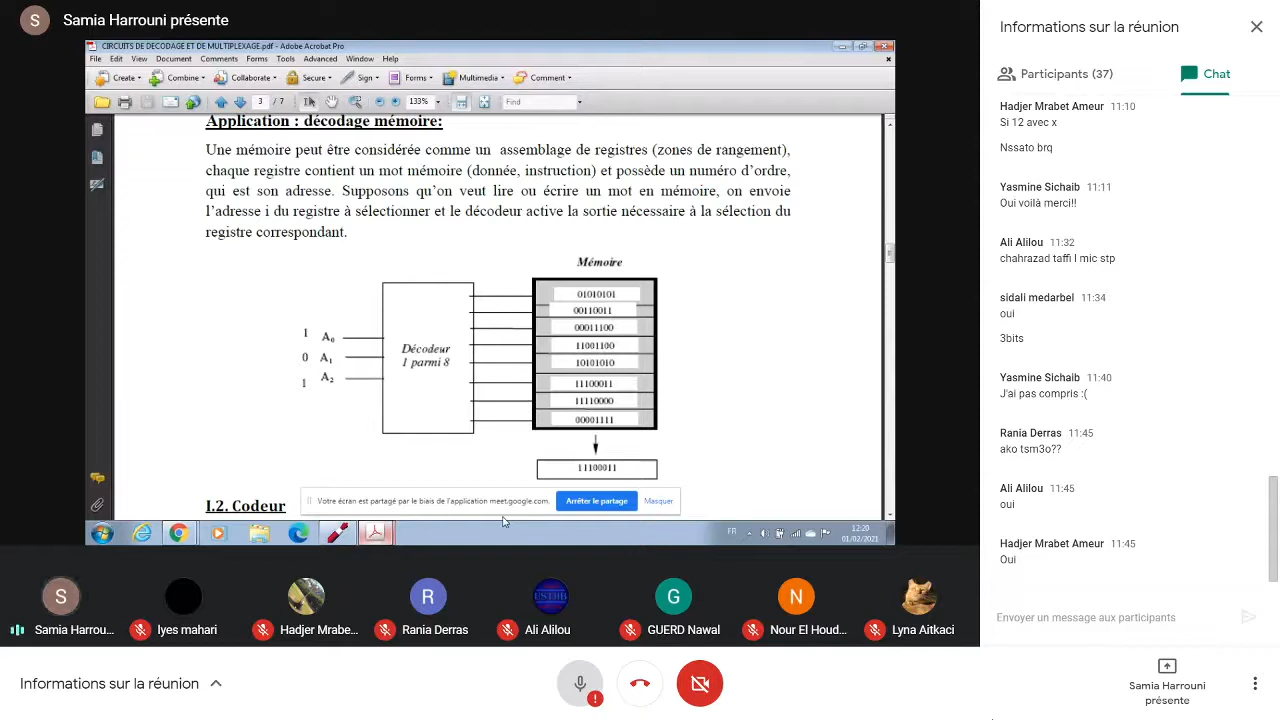 S Samia Harrouni présente
CIRCUITS DE DECODAGE ET DE MULTIPLEXAGE.pdf - Adobe Acrobat Pro
File Edit View Document Comments Forms Tools Advanced Window Help
Create Combine Collaborate Secure Sign Forms Multimedia Comment
3 / 7 133% Find
Application : décodage mémoire:
Une mémoire peut être considérée comme un assemblage de registres (zones de rangement),
chaque registre contient un mot mémoire (donnée, instruction) et possède un numéro d'ordre,
qui est son adresse. Supposons qu'on veut lire ou écrire un mot en mémoire, on envoie
l'adresse i du registre à sélectionner et le décodeur active la sortie nécessaire à la sélection du
registre correspondant.
Mémoire
01010101
00110011
00011100
11001100
10101010
11100011
11110000
00001111
1 A0
0 A1
1 A2
Décodeur
1 parmi 8
11100011
I.2. Codeur
Votre écran est partagé par le biais de l'application meet.google.com. Arrêter le partage Masquer
FR 12:20
01/02/2021
S R USTHB G N
Samia Harrou... lyes mahari Hadjer Mrabe... Rania Derras Ali Alilou GUERD Nawal Nour El Houd... Lyna Aitkaci
Informations sur la réunion
Samia Harrouni
présente
Informations sur la réunion
Participants (37) Chat
Hadjer Mrabet Ameur 11:10
Si 12 avec x
Nssato brq
Yasmine Sichaib 11:11
Oui voilà merci!!
Ali Alilou 11:32
chahrazad taffi l mic stp
sidali medarbel 11:34
oui
3bits
Yasmine Sichaib 11:40
J'ai pas compris :(
Rania Derras 11:45
ako tsm3o??
Ali Alilou 11:45
oui
Hadjer Mrabet Ameur 11:45
Oui
Envoyer un message aux participants